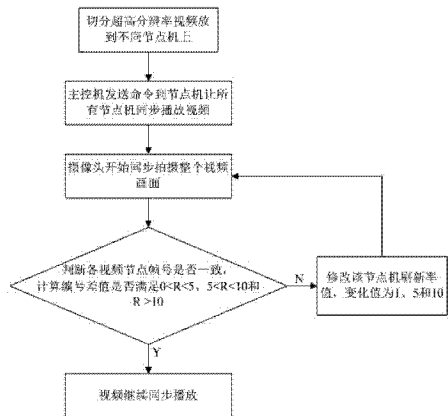 切分超高分辨率视频放
到不同节点机上
主控机发送命令到节点机让所
有节点机同步播放视频
摄像头开始同步拍摄整个视频
画面
判断各视频节点帧号是否一致，
计算编号差值是否满足0<R<5、5<R<10和
R >10
N
修改该节点机刷新率
值，变化值为1、5和10
Y
视频继续同步播放